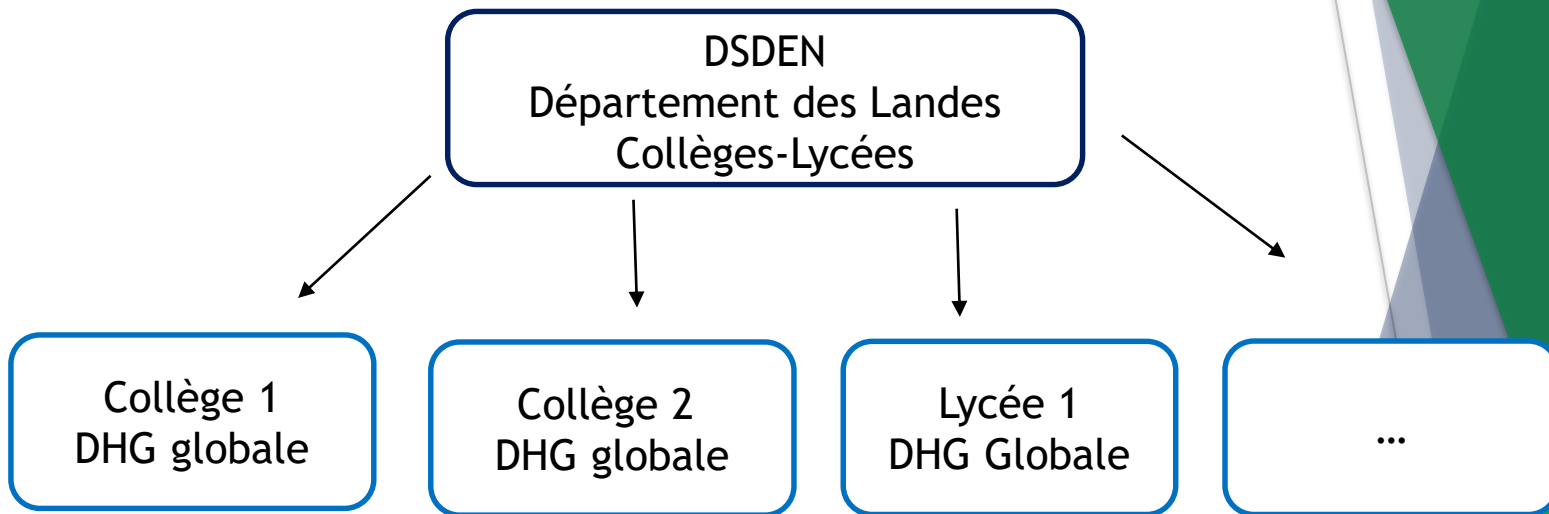 DSDEN
Département des Landes
Collèges-Lycées
Collège 1
DHG globale
Collège 2
DHG globale
Lycée 1
DHG Globale
…